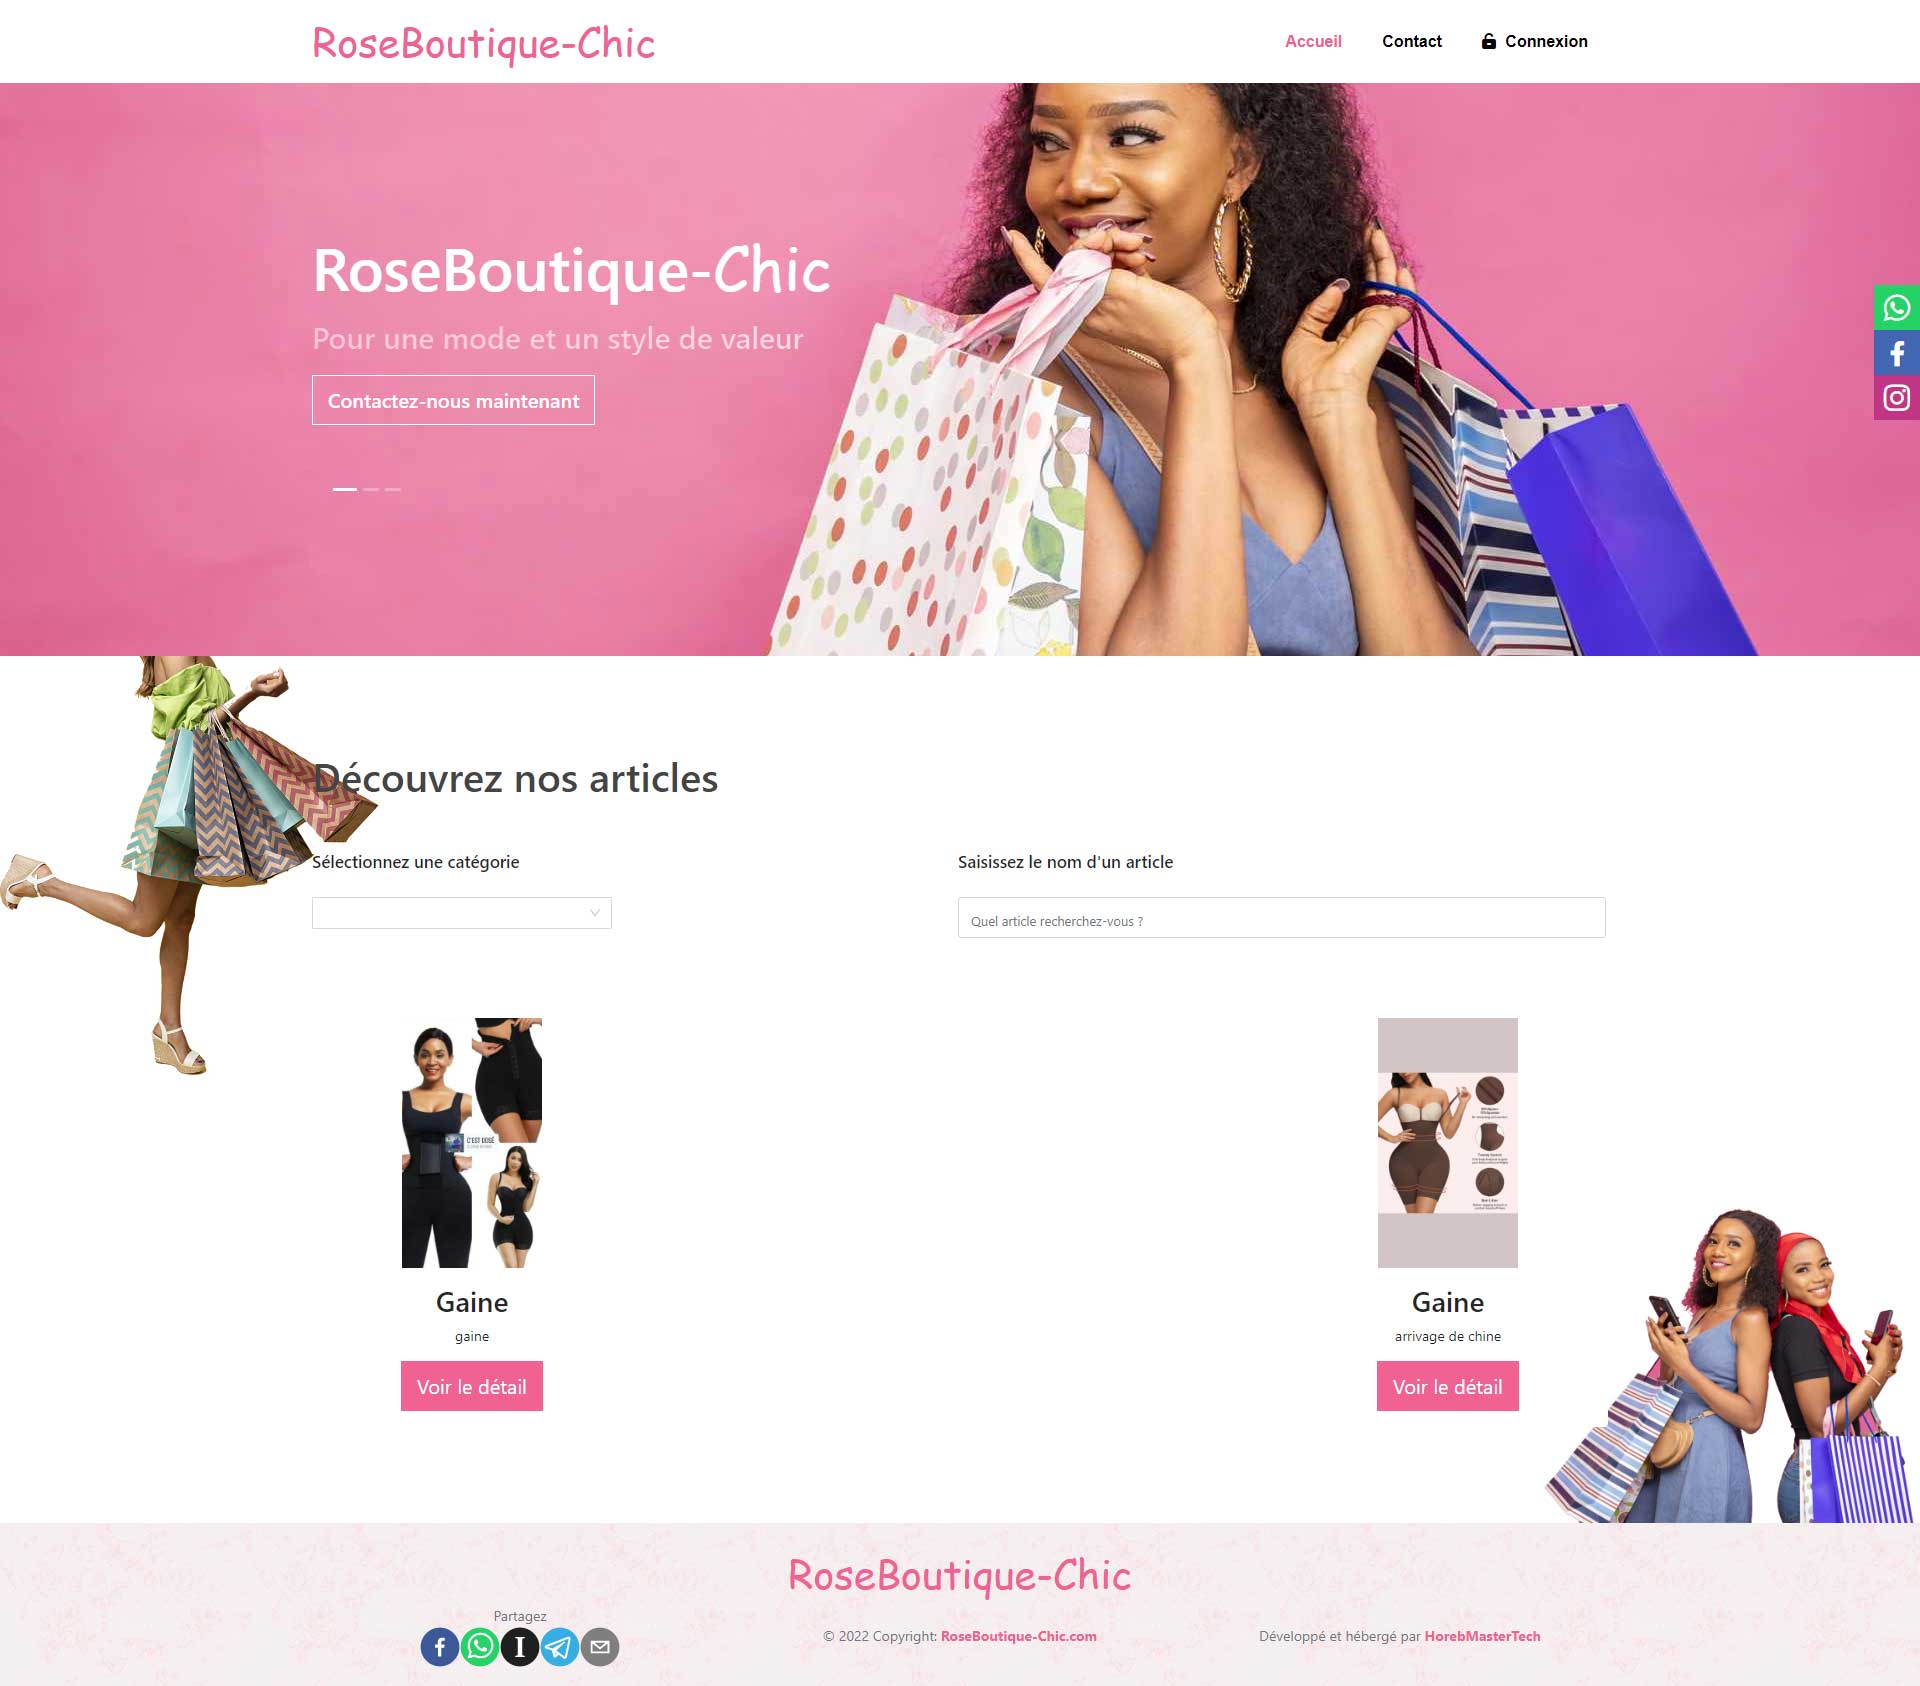 RoseBoutique-Chic
Accueil
Contact
Connexion
RoseBoutique-Chic
Pour une mode et un style de valeur
Contactez-nous maintenant
Découvrez nos articles
Sélectionnez une catégorie
Saisissez le nom d'un article
Quel article recherchez-vous ?
C'EST DOSÉ
Gaine
gaine
Voir le détail
Gaine
arrivage de chine
Voir le détail
RoseBoutique-Chic
Partagez
© 2022 Copyright: RoseBoutique-Chic.com
Développé et hébergé par HorebMasterTech